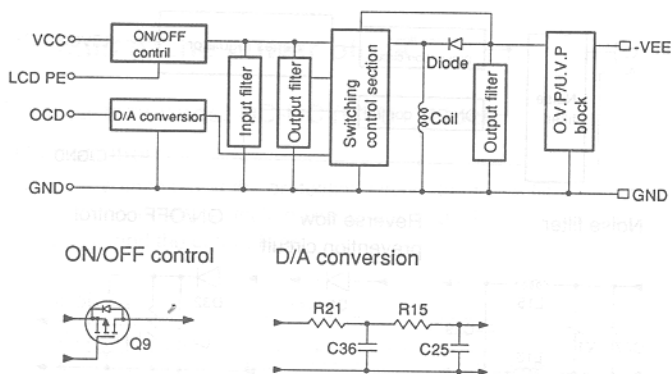 VCC
ON/OFF
contril
LCD PE
OCD
D/A conversion
Input filter
Output filter
Switching
control section
Diode
Coil
Output filter
O.V.P/U.V.P
block
-VEE
GND
GND
ON/OFF control
D/A conversion
Q9
R21
R15
C36
C25